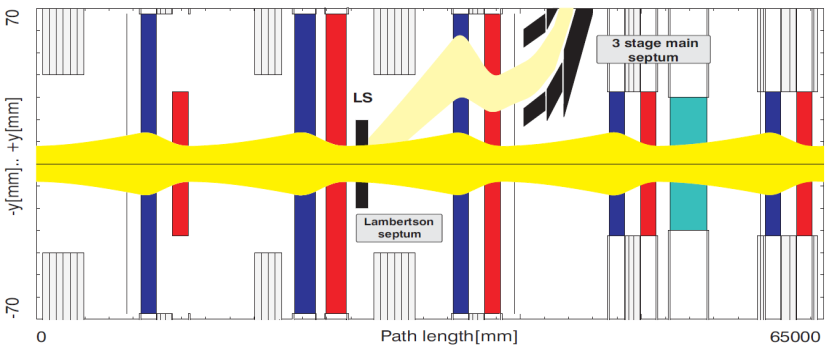 70
3 stage main
septum
LS
-y[mm].. +y[mm]
Lambertson
septum
-70
0
Path length[mm]
65000